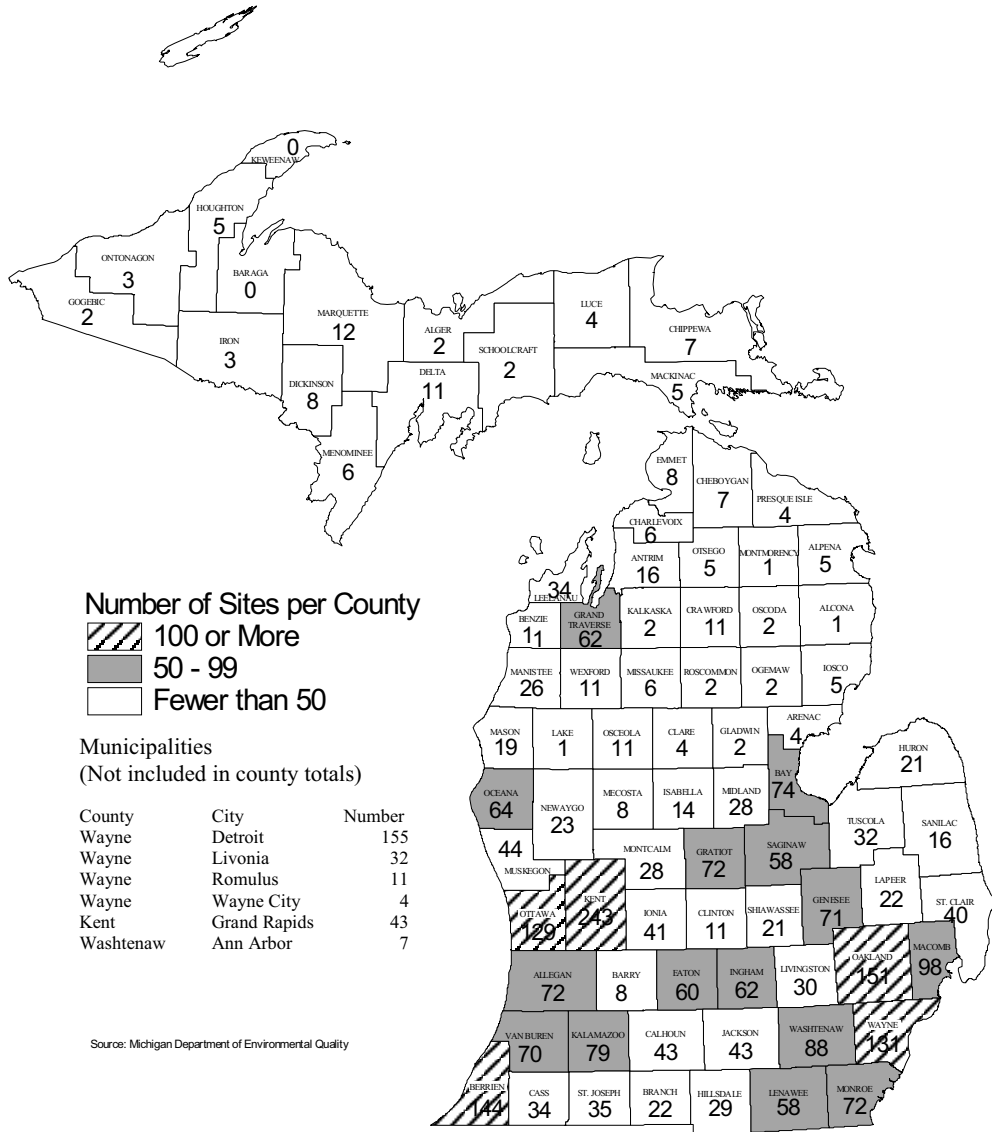 0
KEWEENAW
HOUGHTON
5
ONTONAGON
3
BARAGA
0
GOGEBIC
2
MARQUETTE
12
LUCE
4
IRON
3
ALGER
2
CHIPPEWA
7
SCHOOLCRAFT
2
DICKINSON
8
DELTA
11
MACKINAC
5
MENOMINEE
6
EMMET
8
CHEBOYGAN
7
PRESQUE ISLE
4
CHARLEVOIX
6
ANTRIM
16
OTSEGO
5
MONTMORENCY
1
ALPENA
5
34
LEELANAU
BENZIE
11
GRAND
TRAVERSE
62
KALKASKA
2
CRAWFORD
11
OSCODA
2
ALCONA
1
MANISTEE
26
WEXFORD
11
MISSAUKEE
6
ROSCOMMON
2
OGEMAW
2
IOSCO
5
MASON
19
LAKE
1
OSCEOLA
11
CLARE
4
GLADWIN
2
ARENAC
4
HURON
21
OCEANA
64
NEWAYGO
23
MECOSTA
8
ISABELLA
14
MIDLAND
28
BAY
74
TUSCOLA
32
SANILAC
16
44
MUSKEGON
MONTCALM
28
GRATIOT
72
SAGINAW
58
LAPEER
22
ST. CLAIR
40
OTTAWA
129
KENT
243
IONIA
41
CLINTON
11
SHIAWASSEE
21
GENESEE
71
MACOMB
98
OAKLAND
151
ALLEGAN
72
BARRY
8
EATON
60
INGHAM
62
LIVINGSTON
30
VAN BUREN
70
KALAMAZOO
79
CALHOUN
43
JACKSON
43
WASHTENAW
88
WAYNE
131
BERRIEN
144
CASS
34
ST. JOSEPH
35
BRANCH
22
HILLSDALE
29
LENAWEE
58
MONROE
72
Number of Sites per County
100 or More
50 - 99
Fewer than 50
Municipalities
(Not included in county totals)
County City Number
Wayne Detroit 155
Wayne Livonia 32
Wayne Romulus 11
Wayne Wayne City 4
Kent Grand Rapids 43
Washtenaw Ann Arbor 7
Source: Michigan Department of Environmental Quality